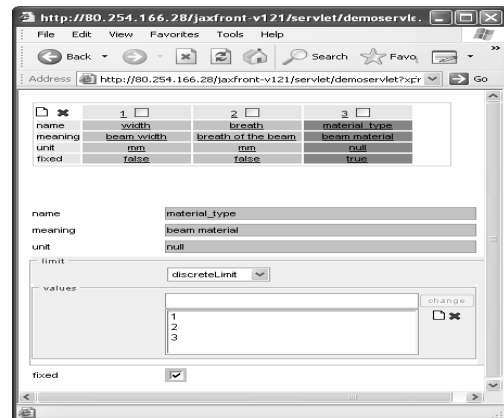 http://80.254.166.28/jaxfront-v121/servlet/demoservlet.
File Edit View Favorites Tools Help
Back Search Favo
Address http://80.254.166.28/jaxfront-v121/servlet/demoservlet?xpr Go
1 2 3
name width breath material_type
meaning beam width breath of the beam beam material
unit mm mm null
fixed false false true
name material_type
meaning beam material
unit null
limit
discreteLimit
values
change
1
2
3
fixed